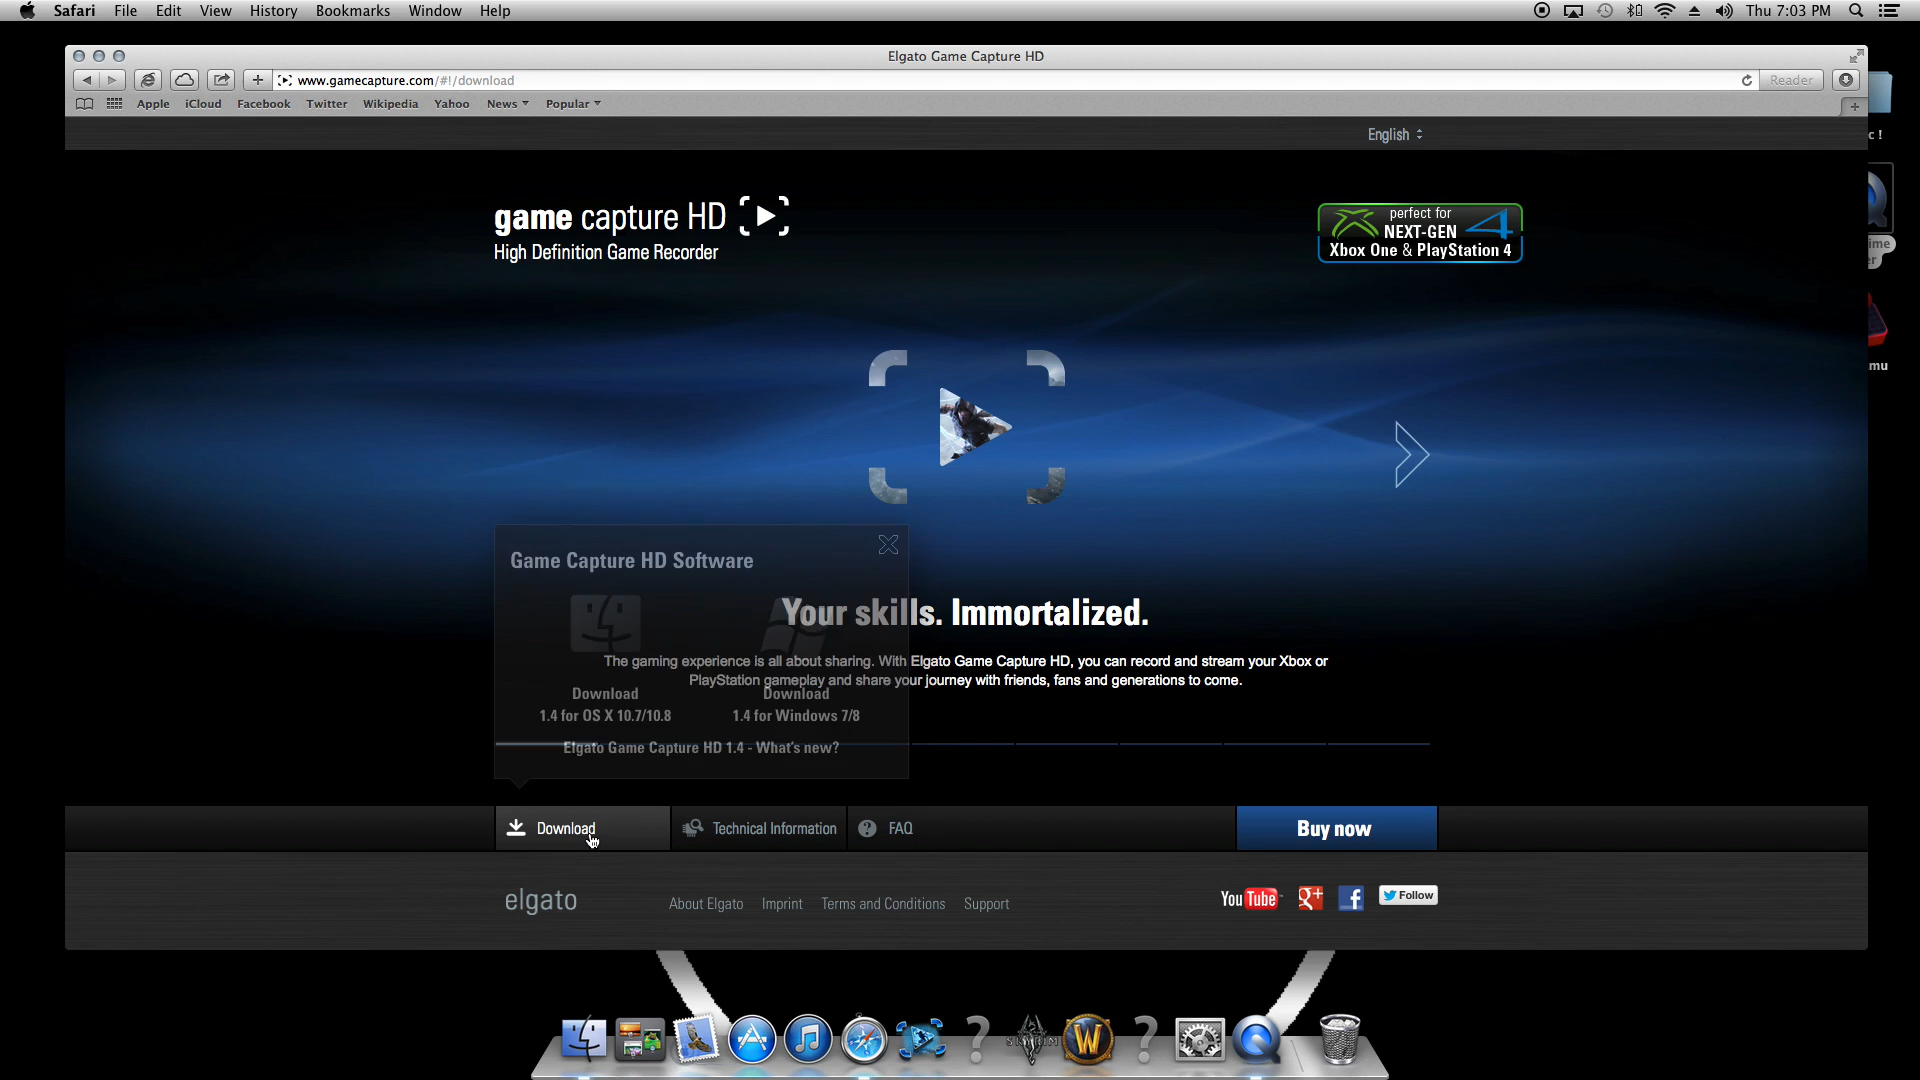 Safari File Edit View History Bookmarks Window Help Thu 7:03 PM
Elgato Game Capture HD
www.gamecapture.com/#!/download Reader
Apple iCloud Facebook Twitter Wikipedia Yahoo News Popular
English
c !
game capture HD
High Definition Game Recorder
perfect for
NEXT-GEN 4
Xbox One & PlayStation 4
ime
er
mu
Game Capture HD Software
Your skills. Immortalized.
The gaming experience is all about sharing. With Elgato Game Capture HD, you can record and stream your Xbox or
PlayStation gameplay and share your journey with friends, fans and generations to come.
Download Download
1.4 for OS X 10.7/10.8 1.4 for Windows 7/8
Elgato Game Capture HD 1.4 - What's new?
Download Technical Information ? FAQ Buy now
elgato About Elgato Imprint Terms and Conditions Support YouTube g+ f Follow
? SKYRIM W ?